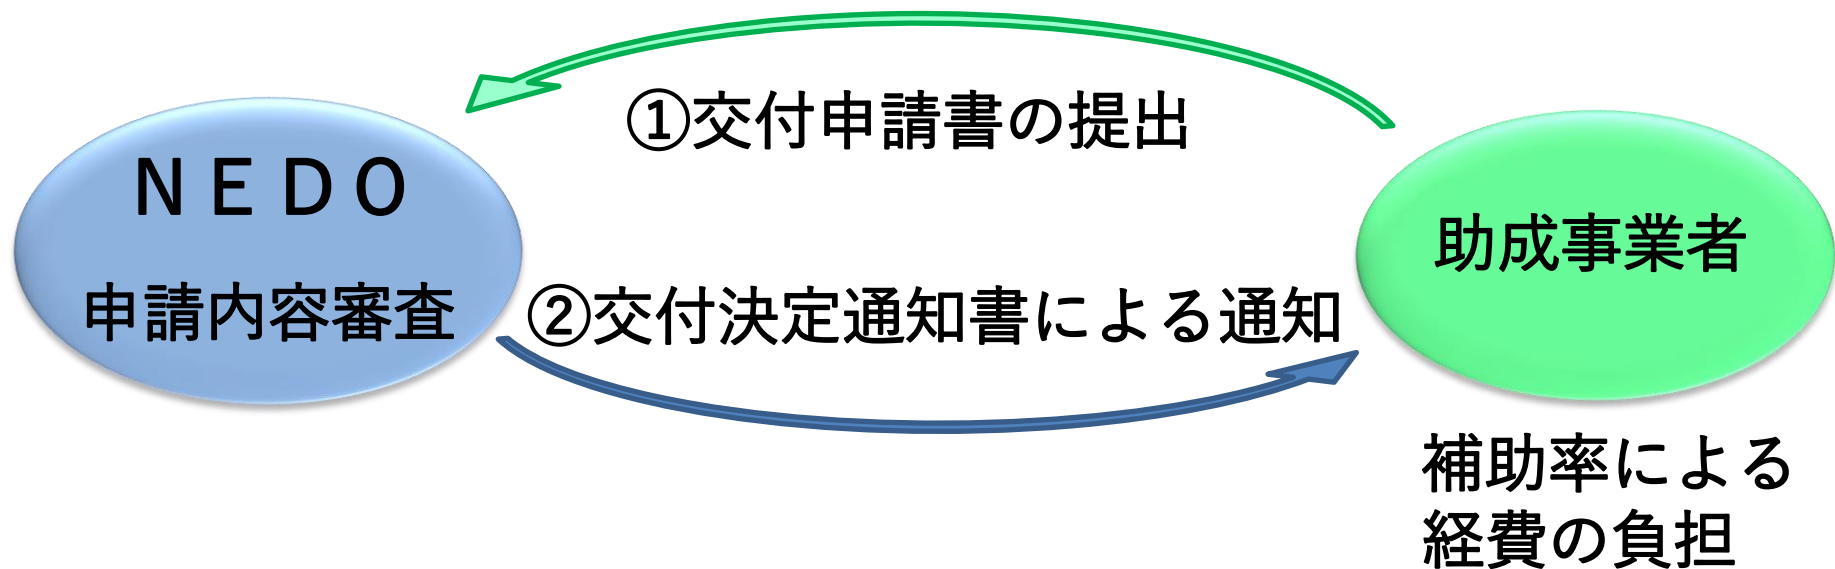 ①交付申請書の提出
ＮＥＤＯ
申請内容審査
助成事業者
②交付決定通知書による通知
補助率による
経費の負担